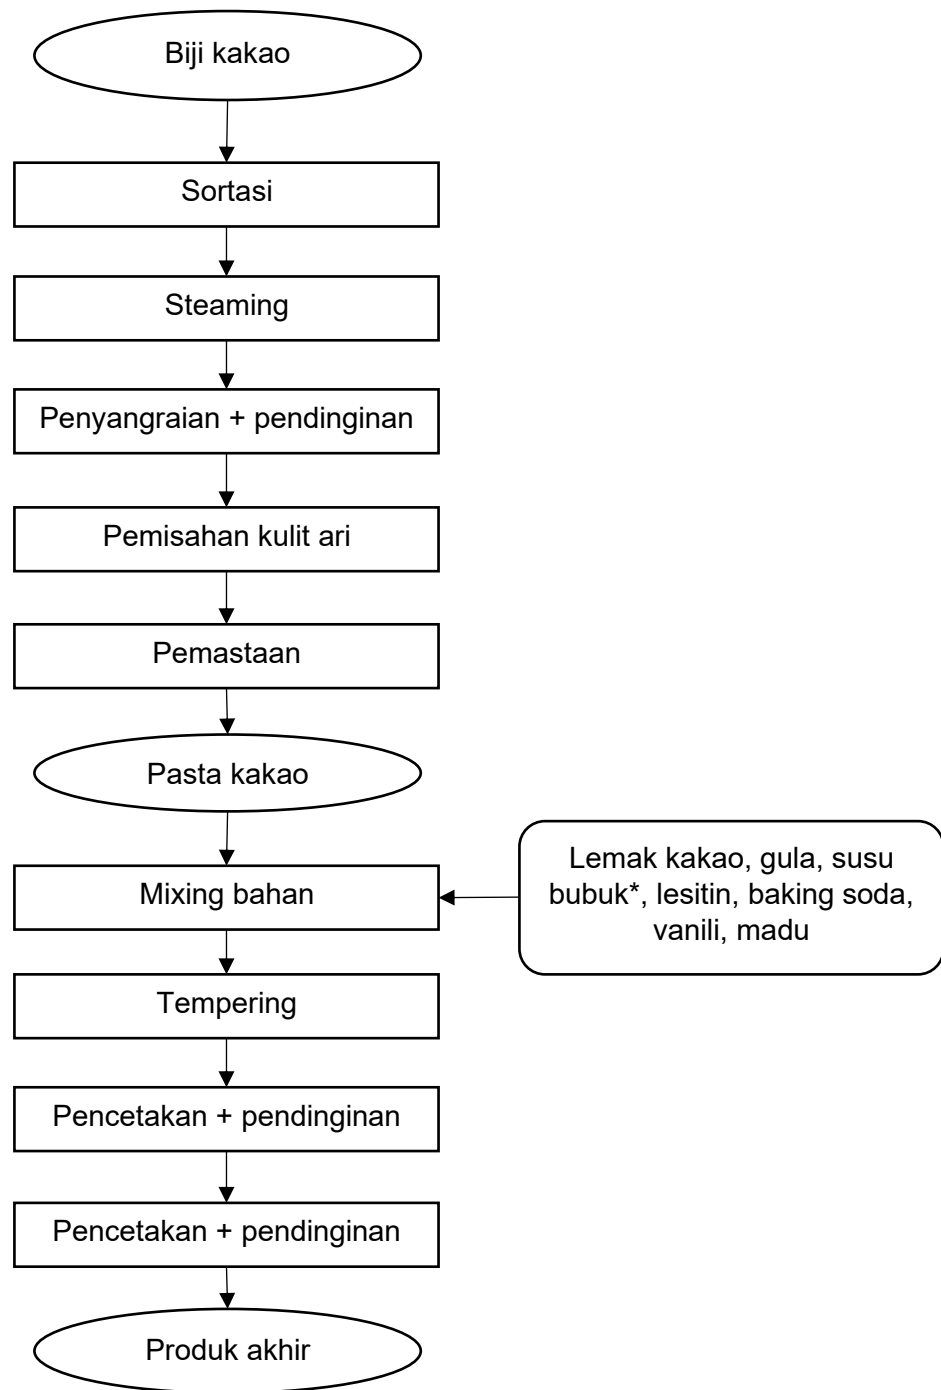 Biji kakao
Sortasi
Steaming
Penyangraian + pendinginan
Pemisahan kulit ari
Pemastaan
Pasta kakao
Lemak kakao, gula, susu
bubuk*, lesitin, baking soda,
vanili, madu
Mixing bahan
Tempering
Pencetakan + pendinginan
Pencetakan + pendinginan
Produk akhir